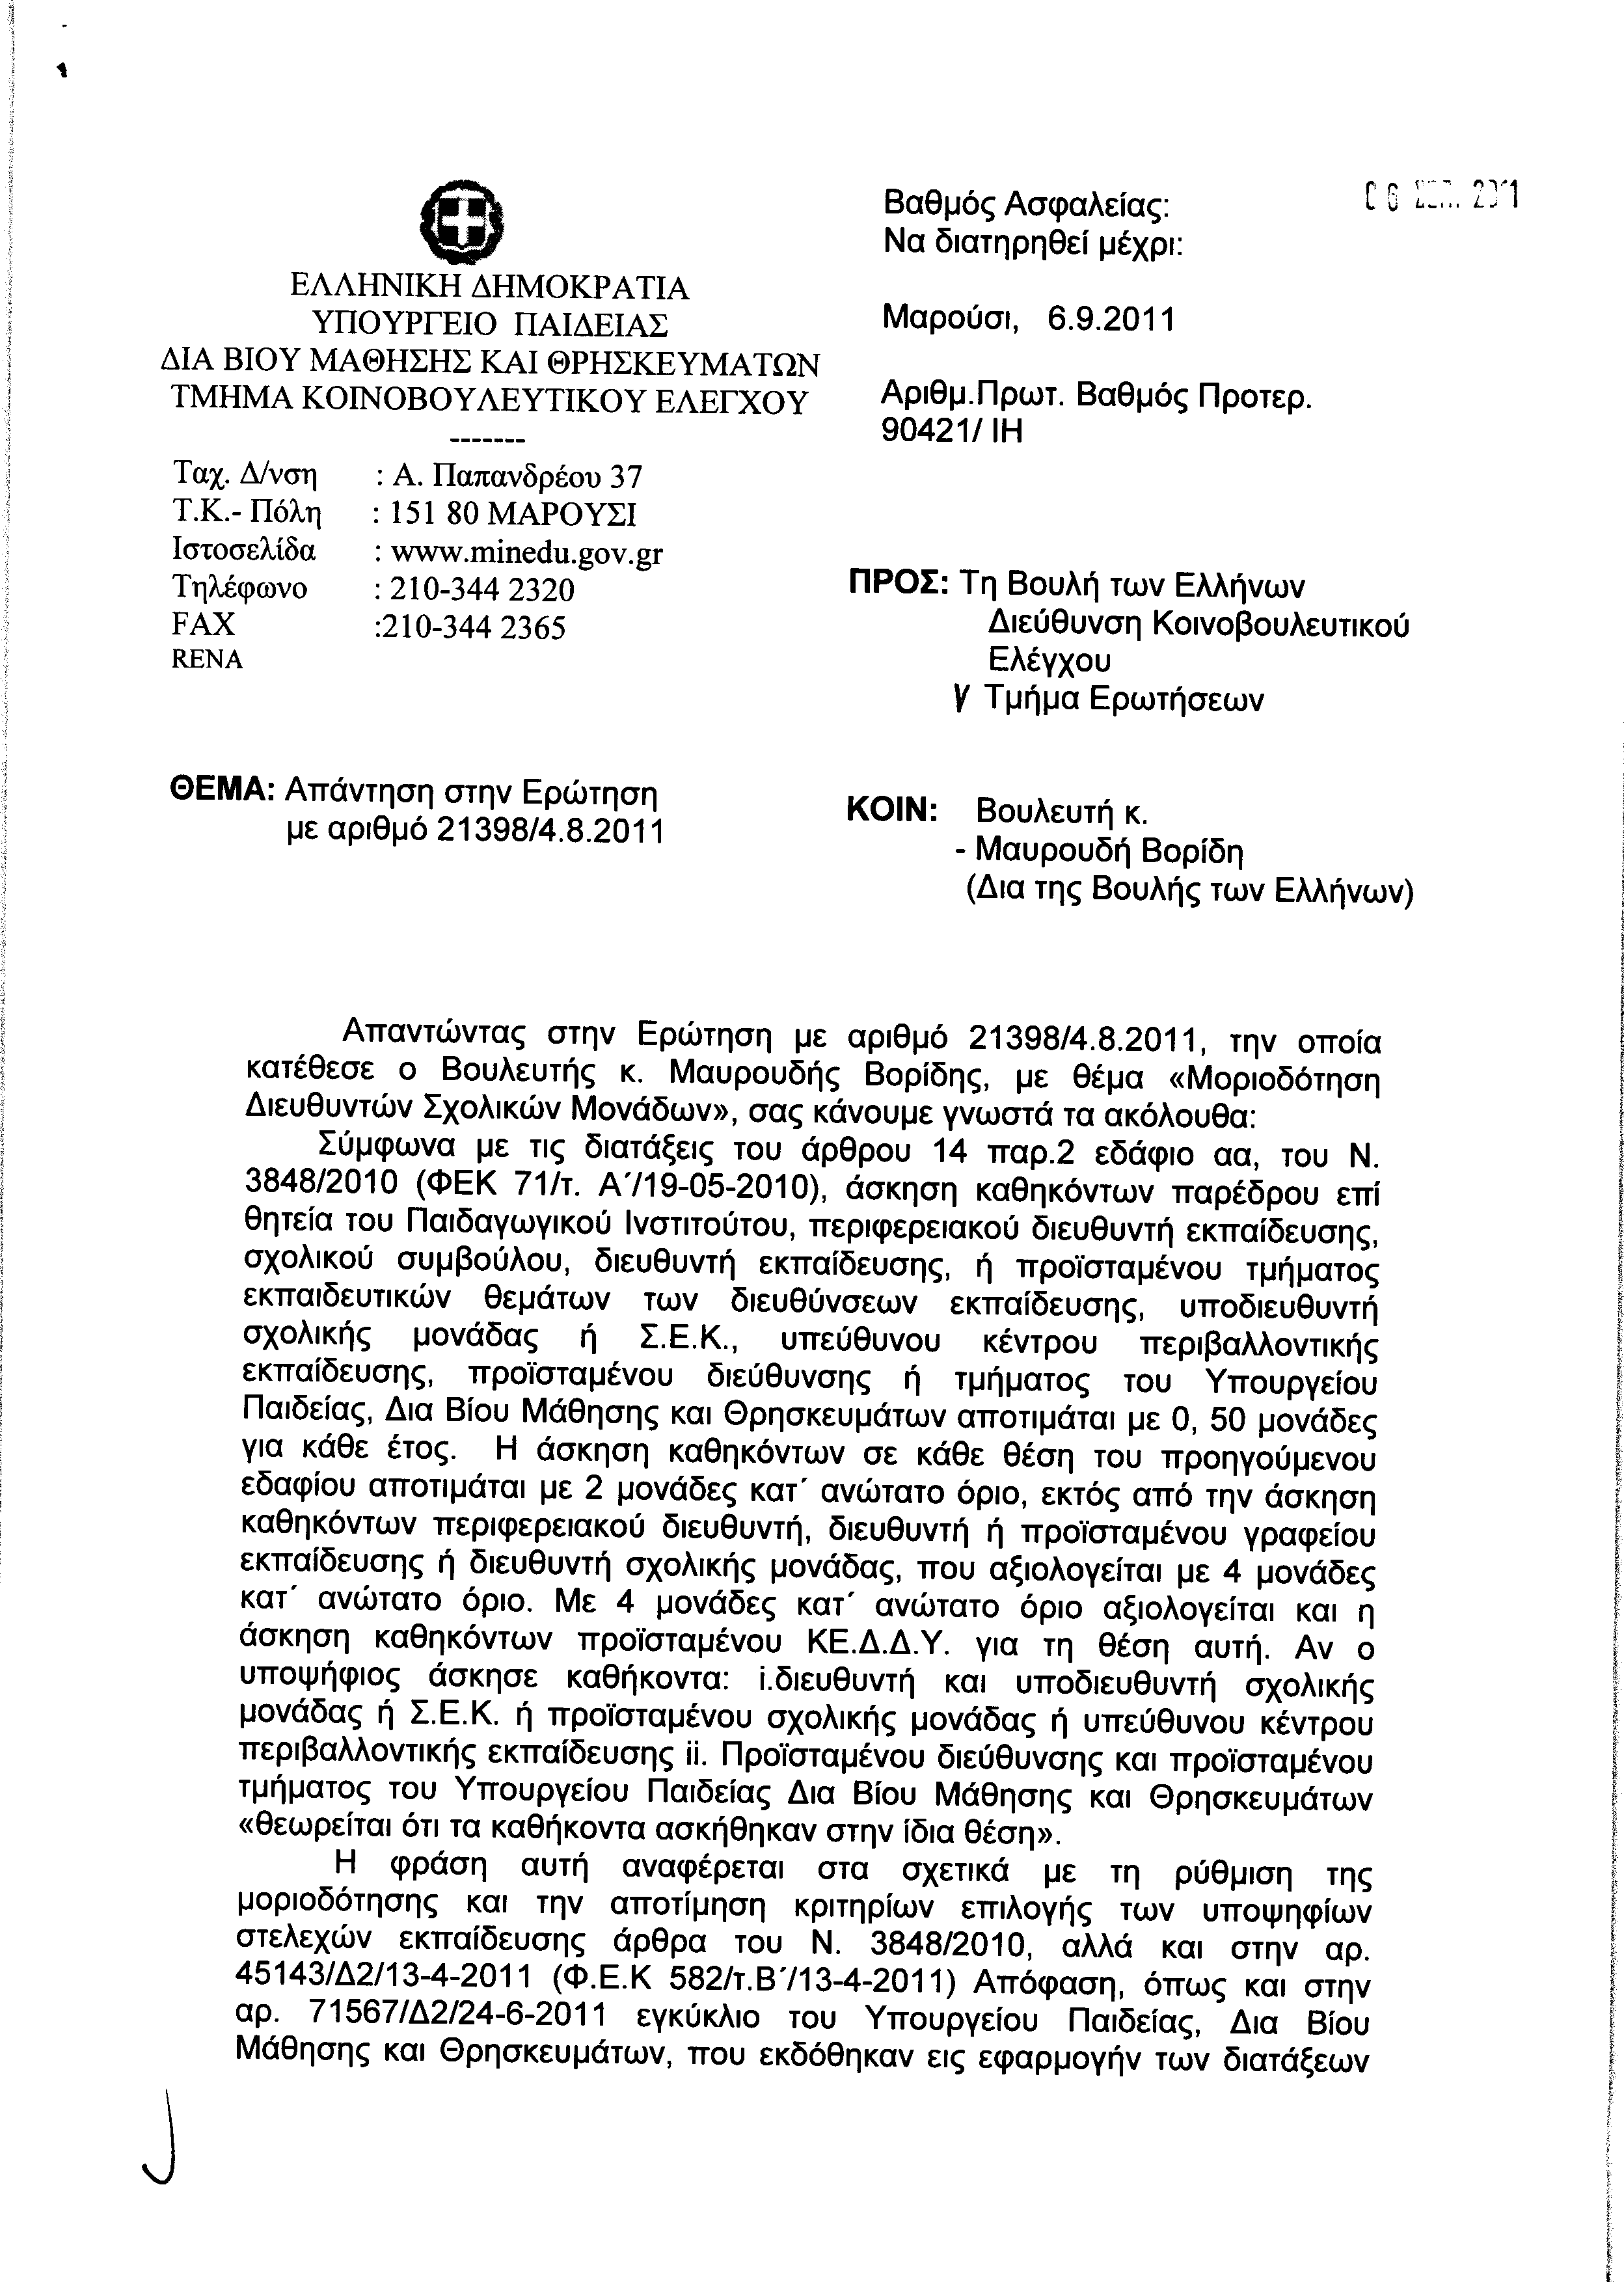 ΕΛΛΗΝΙΚΗ ΔΗΜΟΚΡΑΤΙΑ
ΥΠΟΥΡΓΕΙΟ ΠΑΙΔΕΙΑΣ
ΔΙΑ ΒΙΟΥ ΜΑΘΗΣΗΣ ΚΑΙ ΘΡΗΣΚΕΥΜΑΤΩΝ
ΤΜΗΜΑ ΚΟΙΝΟΒΟΥΛΕΥΤΙΚΟΥ ΕΛΕΓΧΟΥ
-------
Ταχ. Δ/νση : Α. Παπανδρέου 37
Τ.Κ.- Πόλη : 151 80 ΜΑΡΟΥΣΙ
Ιστοσελίδα : www.minedu.gov.gr
Τηλέφωνο : 210-344 2320
FAX :210-344 2365
RENA
Βαθμός Ασφαλείας:
Να διατηρηθεί μέχρι:
Μαρούσι, 6.9.2011
Αριθμ.Πρωτ. Βαθμός Προτερ.
90421/ ΙΗ
ΠΡΟΣ: Τη Βουλή των Ελλήνων
Διεύθυνση Κοινοβουλευτικού
Ελέγχου
Τμήμα Ερωτήσεων
ΘΕΜΑ: Απάντηση στην Ερώτηση
με αριθμό 21398/4.8.2011
ΚΟΙΝ: Βουλευτή κ.
- Μαυρουδή Βορίδη
(Δια της Βουλής των Ελλήνων)
Απαντώντας στην Ερώτηση με αριθμό 21398/4.8.2011, την οποία
κατέθεσε ο Βουλευτής κ. Μαυρουδής Βορίδης, με θέμα «Μοριοδότηση
Διευθυντών Σχολικών Μονάδων», σας κάνουμε γνωστά τα ακόλουθα:
Σύμφωνα με τις διατάξεις του άρθρου 14 παρ.2 εδάφιο αα, του Ν.
3848/2010 (ΦΕΚ 71/τ. Α΄/19-05-2010), άσκηση καθηκόντων παρέδρου επί
θητεία του Παιδαγωγικού Ινστιτούτου, περιφερειακού διευθυντή εκπαίδευσης,
σχολικού συμβούλου, διευθυντή εκπαίδευσης, ή προϊσταμένου τμήματος
εκπαιδευτικών θεμάτων των διευθύνσεων εκπαίδευσης, υποδιευθυντή
σχολικής μονάδας ή Σ.Ε.Κ., υπεύθυνου κέντρου περιβαλλοντικής
εκπαίδευσης, προϊσταμένου διεύθυνσης ή τμήματος του Υπουργείου
Παιδείας, Δια Βίου Μάθησης και Θρησκευμάτων αποτιμάται με 0, 50 μονάδες
για κάθε έτος. Η άσκηση καθηκόντων σε κάθε θέση του προηγούμενου
εδαφίου αποτιμάται με 2 μονάδες κατ΄ ανώτατο όριο, εκτός από την άσκηση
καθηκόντων περιφερειακού διευθυντή, διευθυντή ή προϊσταμένου γραφείου
εκπαίδευσης ή διευθυντή σχολικής μονάδας, που αξιολογείται με 4 μονάδες
κατ΄ ανώτατο όριο. Με 4 μονάδες κατ΄ ανώτατο όριο αξιολογείται και η
άσκηση καθηκόντων προϊσταμένου ΚΕ.Δ.Δ.Υ. για τη θέση αυτή. Αν ο
υποψήφιος άσκησε καθήκοντα: i.διευθυντή και υποδιευθυντή σχολικής
μονάδας ή Σ.Ε.Κ. ή προϊσταμένου σχολικής μονάδας ή υπεύθυνου κέντρου
περιβαλλοντικής εκπαίδευσης ii. Προϊσταμένου διεύθυνσης και προϊσταμένου
τμήματος του Υπουργείου Παιδείας Δια Βίου Μάθησης και Θρησκευμάτων
«θεωρείται ότι τα καθήκοντα ασκήθηκαν στην ίδια θέση».
Η φράση αυτή αναφέρεται στα σχετικά με τη ρύθμιση της
μοριοδότησης και την αποτίμηση κριτηρίων επιλογής των υποψηφίων
στελεχών εκπαίδευσης άρθρα του Ν. 3848/2010, αλλά και στην αρ.
45143/Δ2/13-4-2011 (Φ.Ε.Κ 582/τ.Β΄/13-4-2011) Απόφαση, όπως και στην
αρ. 71567/Δ2/24-6-2011 εγκύκλιο του Υπουργείου Παιδείας, Δια Βίου
Μάθησης και Θρησκευμάτων, που εκδόθηκαν εις εφαρμογήν των διατάξεων